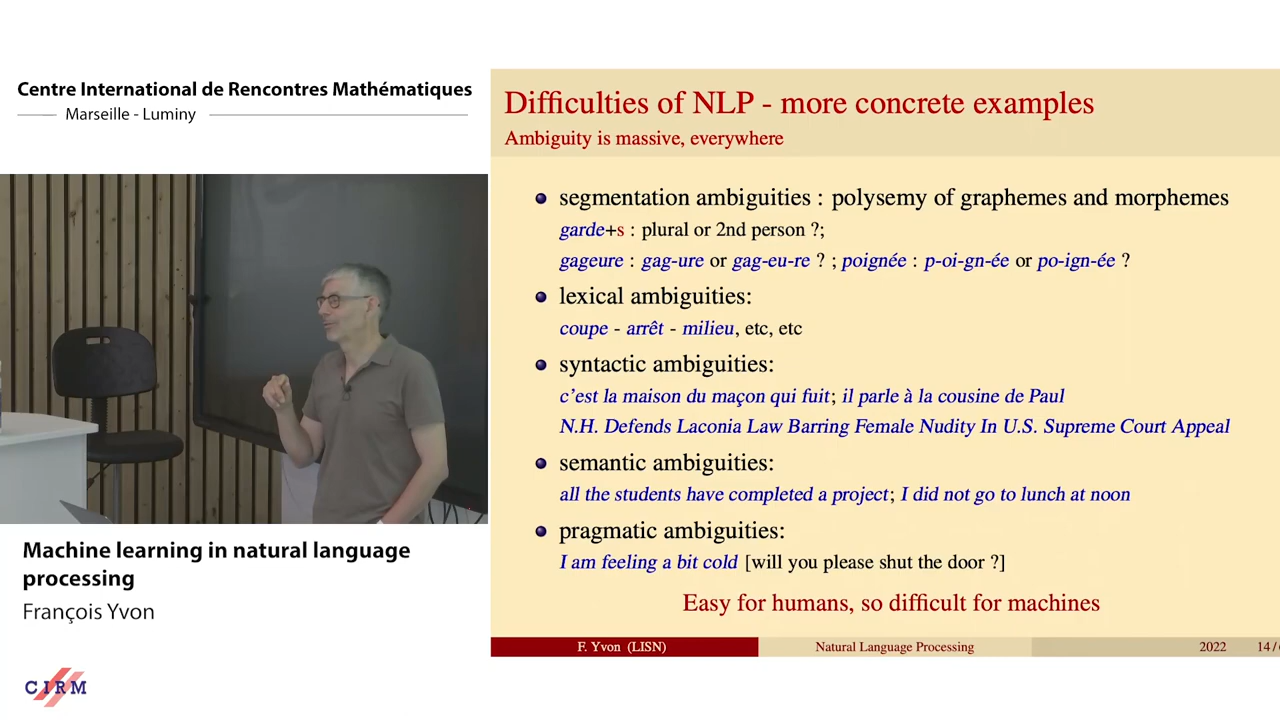 Centre International de Rencontres Mathématiques
Marseille - Luminy
Difficulties of NLP - more concrete examples
Ambiguity is massive, everywhere
segmentation ambiguities : polysemy of graphemes and morphemes
garde+s : plural or 2nd person ?;
gageure : gag-ure or gag-eu-re ? ; poignée : p-oi-gn-ée or po-ign-ée ?
lexical ambiguities:
coupe - arrêt - milieu, etc, etc
syntactic ambiguities:
c'est la maison du maçon qui fuit; il parle à la cousine de Paul
N.H. Defends Laconia Law Barring Female Nudity In U.S. Supreme Court Appeal
semantic ambiguities:
all the students have completed a project; I did not go to lunch at noon
pragmatic ambiguities:
I am feeling a bit cold [will you please shut the door ?]
Easy for humans, so difficult for machines
F. Yvon (LISN) Natural Language Processing 2022 14/
Machine learning in natural language
processing
François Yvon
CIRM